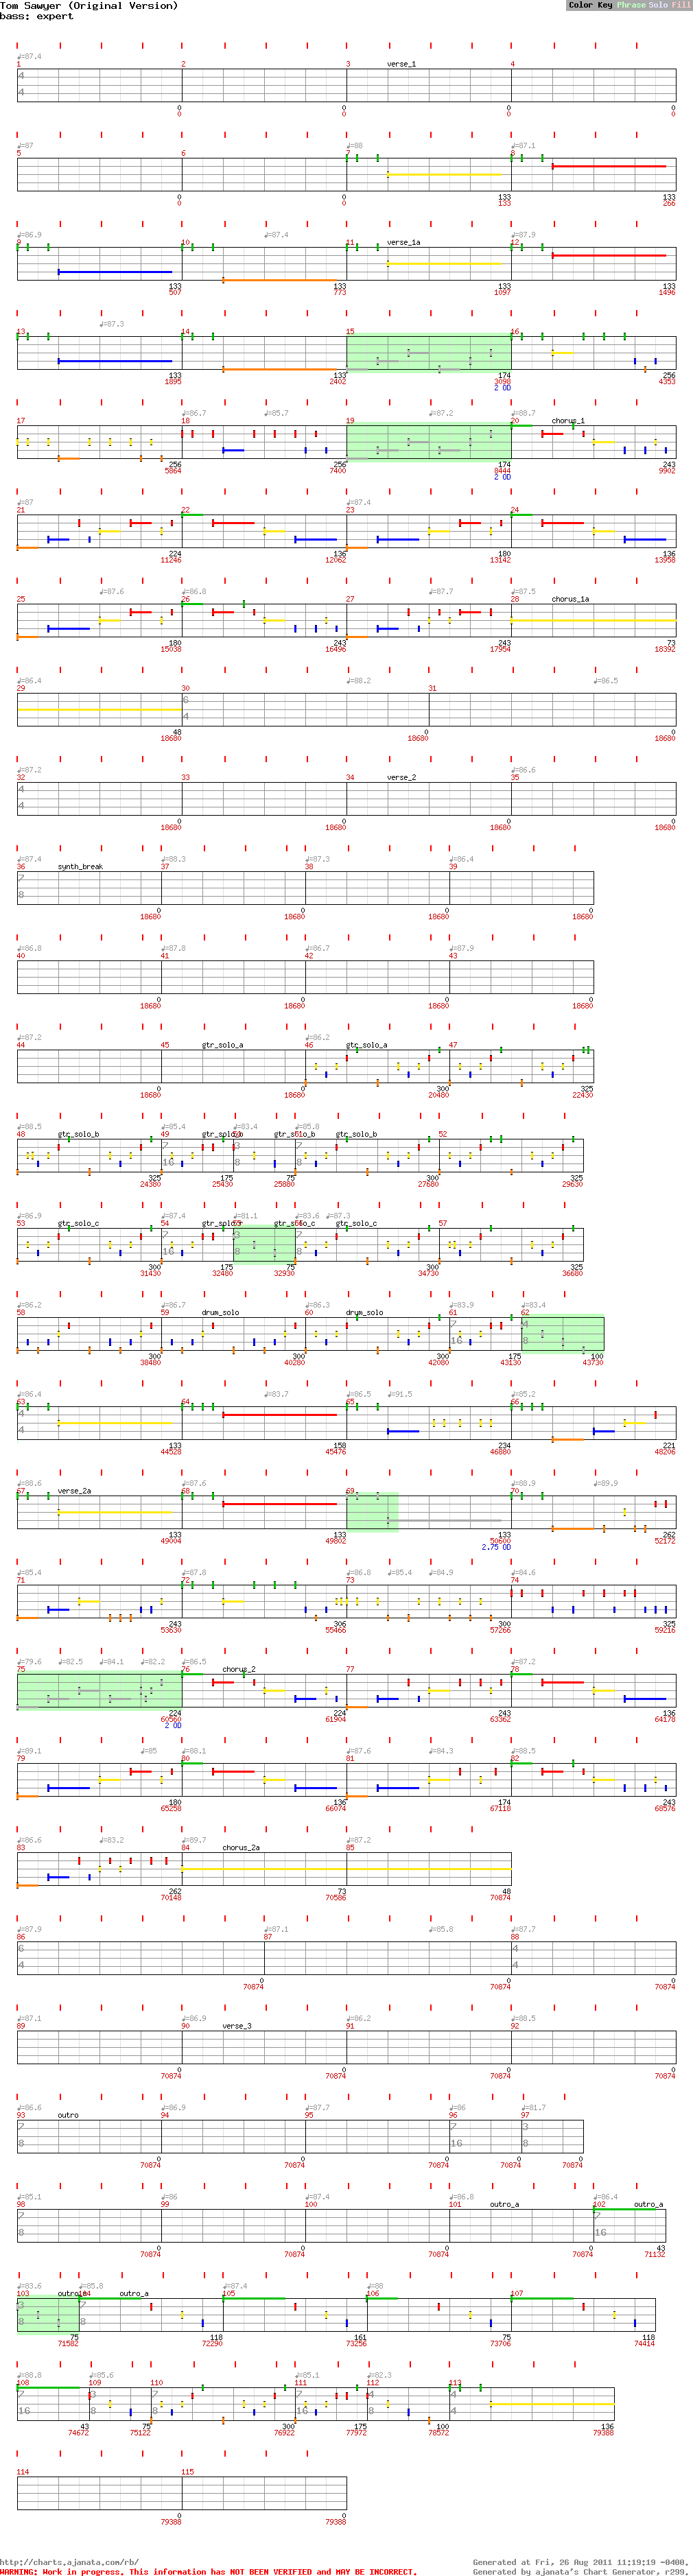 Tom Sawyer (Original Version) Color Key Phrase Solo Fill
bass: expert
♩=87.4
1 2 3 verse_1 4
4
4
0 0 0 0
0 0 0 0
♩=87 ♩=88 ♩=87.1
5 6 7 8
0 0 133 133
0 0 133 266
♩=86.9 ♩=87.4 ♩=87.9
9 10 11 verse_1a 12
133 133 133 133
507 773 1097 1496
♩=87.3
13 14 15 16
133 133 174 256
1895 2402 3098 4353
2 OD
♩=86.7 ♩=85.7 ♩=87.2 ♩=88.7
17 18 19 20 chorus_1
256 256 174 243
5864 7400 8444 9902
2 OD
♩=87 ♩=87.4
21 22 23 24
224 136 180 136
11246 12062 13142 13958
♩=87.6 ♩=86.8 ♩=87.7 ♩=87.5
25 26 27 28 chorus_1a
180 243 243 73
15038 16496 17954 18392
♩=86.4 ♩=88.2 ♩=86.5
29 30 31
6
4
48 0 0
18680 18680 18680
♩=87.2 ♩=86.6
32 33 34 verse_2 35
4
4
0 0 0 0
18680 18680 18680 18680
♩=87.4 ♩=88.3 ♩=87.3 ♩=86.4
36 synth_break 37 38 39
7
8
0 0 0 0
18680 18680 18680 18680
♩=86.8 ♩=87.8 ♩=86.7 ♩=87.9
40 41 42 43
0 0 0 0
18680 18680 18680 18680
♩=87.2 ♩=86.2
44 45 gtr_solo_a 46 gtr_solo_a 47
0 0 300 325
18680 18680 20480 22430
♩=88.5 ♩=85.4 ♩=83.4 ♩=85.8
48 gtr_solo_b 49 gtr_solo_b gtr_solo_b gtr_solo_b 52
7 3 7
16 8 8
325 175 75 300 325
24380 25430 25880 27680 29630
♩=86.9 ♩=87.4 ♩=81.1 ♩=83.6 ♩=87.3
53 gtr_solo_c 54 gtr_solo_c gtr_solo_c 57
7 3 7
16 8 8
300 175 75 300 325
31430 32480 32930 34730 36680
♩=86.2 ♩=86.7 ♩=86.3 ♩=83.9 ♩=83.4
58 59 drum_solo 60 drum_solo 61 62
7 4
16 8
300 300 300 175 100
38480 40280 42080 43130 43730
♩=86.4 ♩=83.7 ♩=86.5 ♩=91.5 ♩=85.2
63 64 65 66
4
4
133 158 234 221
44528 45476 46880 48206
♩=88.6 ♩=87.6 ♩=88.9 ♩=89.9
67 verse_2a 68 69 70
133 133 133 262
49004 49802 50600 52172
2.75 OD
♩=85.4 ♩=87.8 ♩=86.8 ♩=85.4 ♩=84.9 ♩=84.6
71 72 73 74
243 306 300 325
53630 55466 57266 59216
♩=79.6 ♩=82.5 ♩=84.1 ♩=82.2 ♩=86.5 ♩=87.2
75 76 chorus_2 77 78
224 224 243 136
60560 61904 63362 64178
2 OD
♩=89.1 ♩=85 ♩=88.1 ♩=87.6 ♩=84.3 ♩=88.5
79 80 81 82
180 136 174 243
65258 66074 67118 68576
♩=86.6 ♩=83.2 ♩=89.7 ♩=87.2
83 84 chorus_2a 85
262 73 48
70148 70586 70874
♩=87.9 ♩=87.1 ♩=85.8 ♩=87.7
86 87 88
6 4
4 4
0 0 0
70874 70874 70874
♩=87.1 ♩=86.9 ♩=86.2 ♩=88.5
89 90 verse_3 91 92
0 0 0 0
70874 70874 70874 70874
♩=86.6 ♩=86.9 ♩=87.7 ♩=86 ♩=81.7
93 outro 94 95 96 97
7 7 3
8 16 8
0 0 0 0 0
70874 70874 70874 70874 70874
♩=85.1 ♩=86 ♩=87.4 ♩=86.8 ♩=86.4
98 99 100 101 outro_a 102 outro_a
7 7
8 16
0 0 0 0 43
70874 70874 70874 70874 71132
♩=83.6 ♩=85.8 ♩=87.4 ♩=88
103 outro_a 104 outro_a 105 106 107
3 7
8 8
75 118 161 75 118
71582 72290 73256 73706 74414
♩=88.8 ♩=85.6 ♩=85.1 ♩=82.3
108 109 110 111 112 113
7 3 7 7 4 4
16 8 8 16 8 4
43 75 300 175 100 136
74672 75122 76922 77972 78572 79388
114 115
0 0
79388 79388
http://charts.ajanata.com/rb/ Generated at Fri, 26 Aug 2011 11:19:19 -0400.
WARNING: Work in progress. This information has NOT BEEN VERIFIED and MAY BE INCORRECT. Generated by ajanata's Chart Generator, r299.